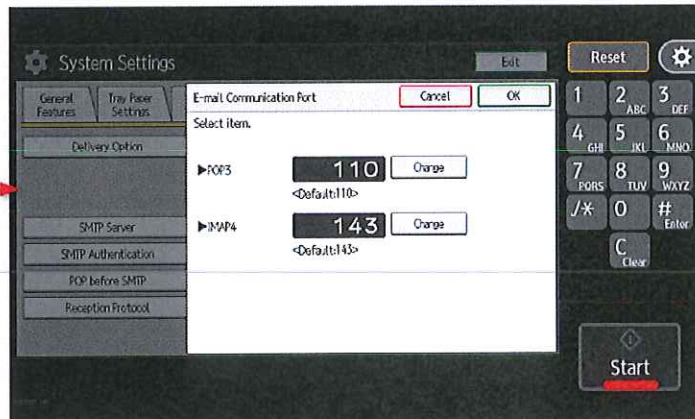 System Settings
Exit
Reset
General Features
Tray Paper Settings
E-mail Communication Port
Cancel
OK
Select item.
Delivery Option
▶POP3
110
Change
<Default:110>
▶IMAP4
143
Change
<Default:143>
SMTP Server
SMTP Authentication
POP before SMTP
Reception Protocol
1
2 ABC
3 DEF
4 GHI
5 JKL
6 MNO
7 PQRS
8 TUV
9 WXYZ
./*
0
# Enter
C Clear
Start